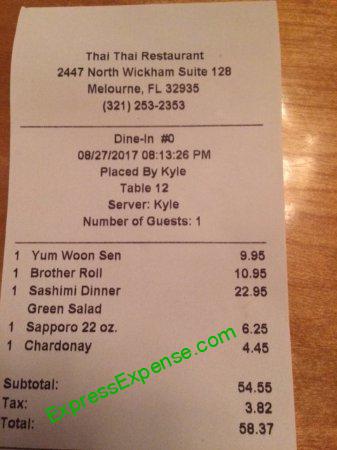 Thai Thai Restaurant
2447 North Wickham Suite 128
Melourne, FL 32935
(321) 253-2353
Dine-In #0
08/27/2017 08:13:26 PM
Placed By Kyle
Table 12
Server: Kyle
Number of Guests: 1
1 Yum Woon Sen 9.95
1 Brother Roll 10.95
1 Sashimi Dinner 22.95
Green Salad
1 Sapporo 22 oz. 6.25
1 Chardonay 4.45
Subtotal: 54.55
Tax: 3.82
Total: 58.37
ExpressExpense.com